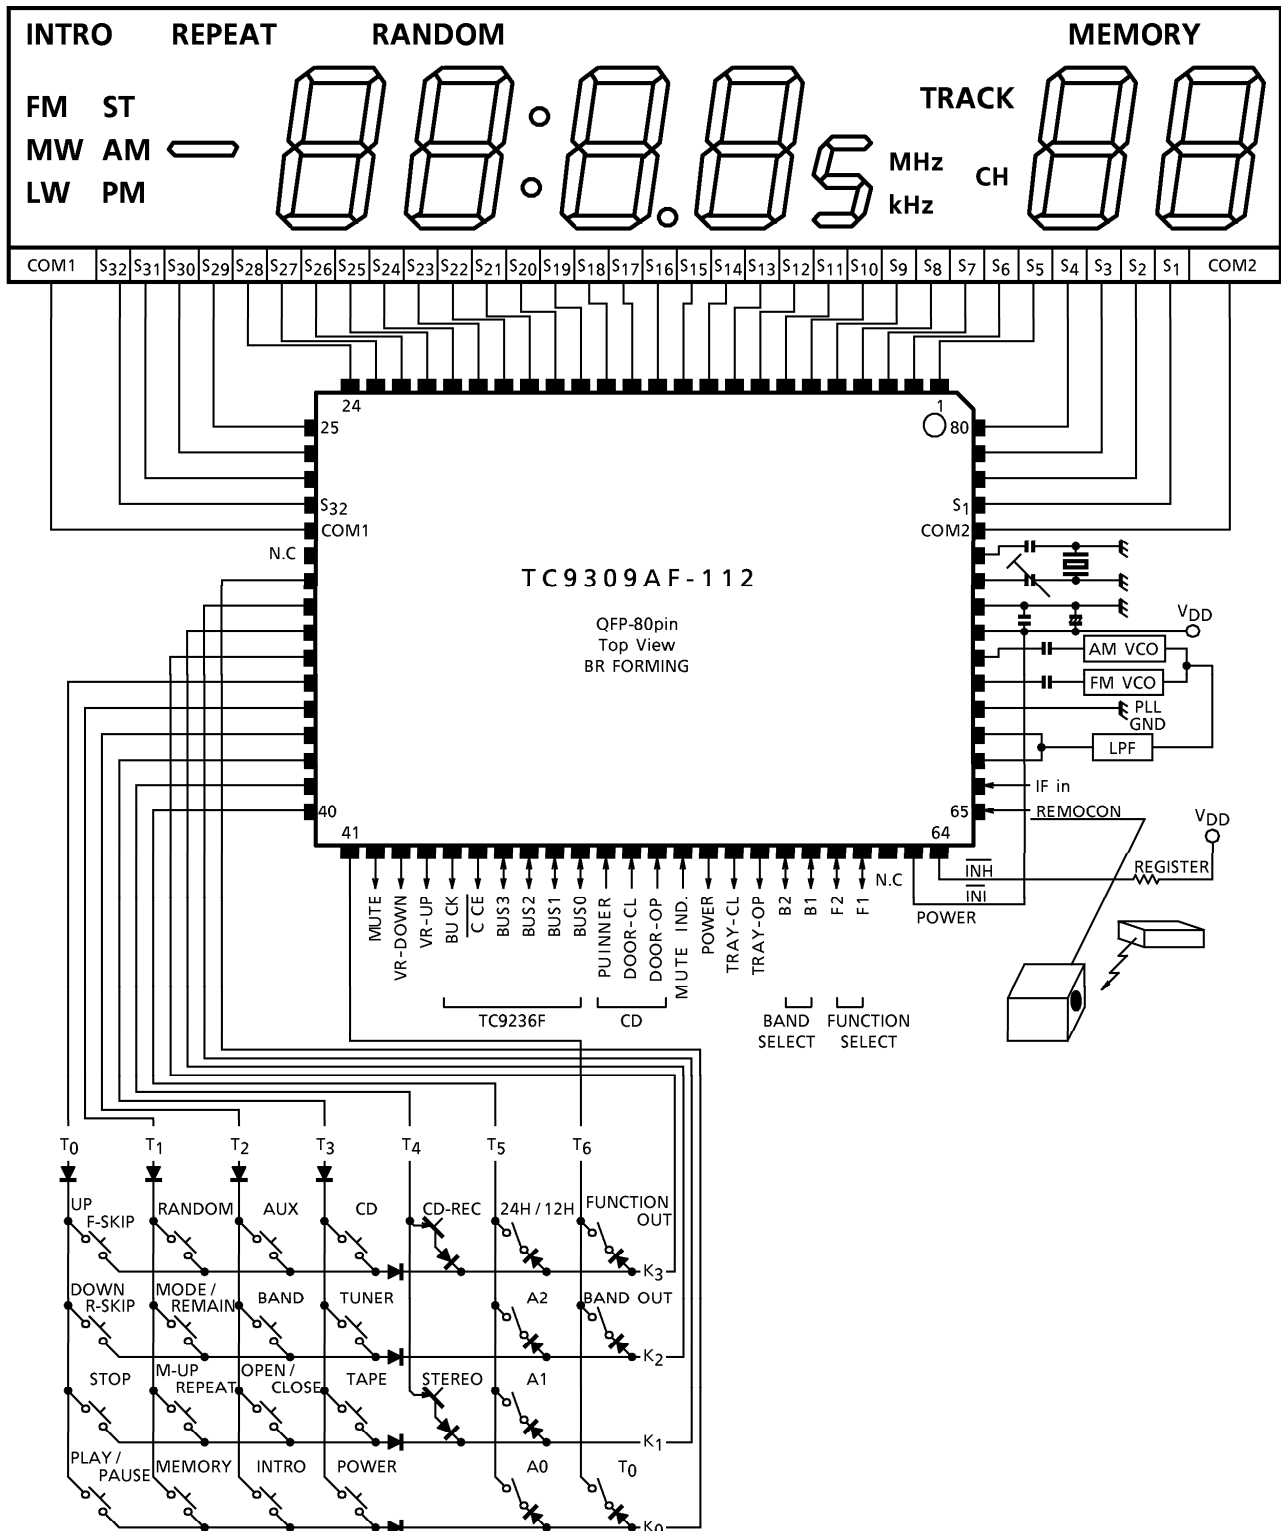 INTRO REPEAT RANDOM MEMORY
FM ST TRACK
MW AM MHz
CH
LW PM kHz
COM1 S32 S31 S30 S29 S28 S27 S26 S25 S24 S23 S22 S21 S20 S19 S18 S17 S16 S15 S14 S13 S12 S11 S10 S9 S8 S7 S6 S5 S4 S3 S2 S1 COM2
24 1
25 80
S32 S1
COM1 COM2
N.C
TC9309AF-112
QFP-80pin
Top View
BR FORMING
VDD
AM VCO
FM VCO
PLL
GND
LPF
IF in
40 65 REMOCON
41 64
VDD
INH REGISTER
INI
POWER
N.C
MUTE
VR-DOWN
VR-UP
BU CK
C CE
BUS3
BUS2
BUS1
BUS0
PUINNER
DOOR-CL
DOOR-OP
MUTE IND.
POWER
TRAY-CL
TRAY-OP
B2
B1
F2
F1
TC9236F CD BAND SELECT FUNCTION SELECT
T0 T1 T2 T3 T4 T5 T6
UP F-SKIP RANDOM AUX CD CD-REC 24H / 12H FUNCTION OUT
K3
DOWN R-SKIP MODE / REMAIN BAND TUNER A2 BAND OUT
K2
STOP M-UP REPEAT OPEN / CLOSE TAPE STEREO A1
K1
PLAY / PAUSE MEMORY INTRO POWER A0 T0
K0